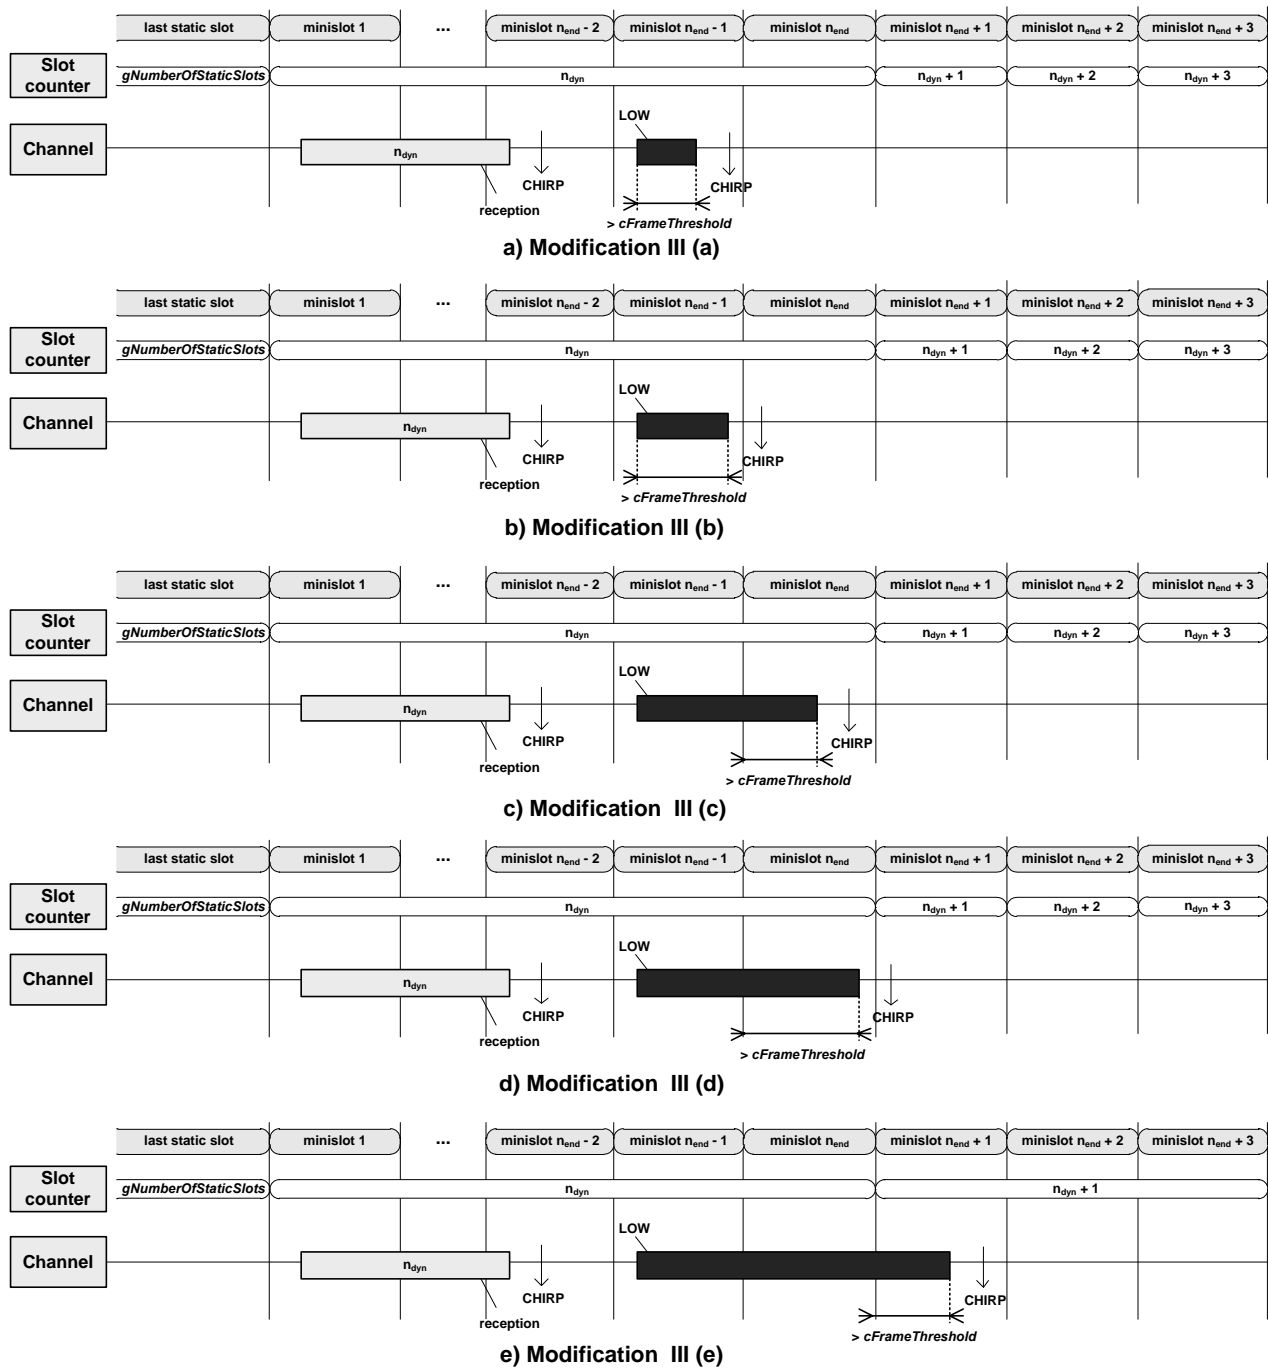 last static slot minislot 1 ... minislot nend - 2 minislot nend - 1 minislot nend minislot nend + 1 minislot nend + 2 minislot nend + 3
Slot
counter
gNumberOfStaticSlots ndyn ndyn + 1 ndyn + 2 ndyn + 3
LOW
Channel
ndyn
CHIRP CHIRP
reception
> cFrameThreshold
a) Modification III (a)
last static slot minislot 1 ... minislot nend - 2 minislot nend - 1 minislot nend minislot nend + 1 minislot nend + 2 minislot nend + 3
Slot
counter
gNumberOfStaticSlots ndyn ndyn + 1 ndyn + 2 ndyn + 3
LOW
Channel
ndyn
CHIRP CHIRP
reception
> cFrameThreshold
b) Modification III (b)
last static slot minislot 1 ... minislot nend - 2 minislot nend - 1 minislot nend minislot nend + 1 minislot nend + 2 minislot nend + 3
Slot
counter
gNumberOfStaticSlots ndyn ndyn + 1 ndyn + 2 ndyn + 3
LOW
Channel
ndyn
CHIRP CHIRP
reception
> cFrameThreshold
c) Modification III (c)
last static slot minislot 1 ... minislot nend - 2 minislot nend - 1 minislot nend minislot nend + 1 minislot nend + 2 minislot nend + 3
Slot
counter
gNumberOfStaticSlots ndyn ndyn + 1 ndyn + 2 ndyn + 3
LOW
Channel
ndyn
CHIRP CHIRP
reception
> cFrameThreshold
d) Modification III (d)
last static slot minislot 1 ... minislot nend - 2 minislot nend - 1 minislot nend minislot nend + 1 minislot nend + 2 minislot nend + 3
Slot
counter
gNumberOfStaticSlots ndyn ndyn + 1
LOW
Channel
ndyn
CHIRP CHIRP
reception
> cFrameThreshold
e) Modification III (e)